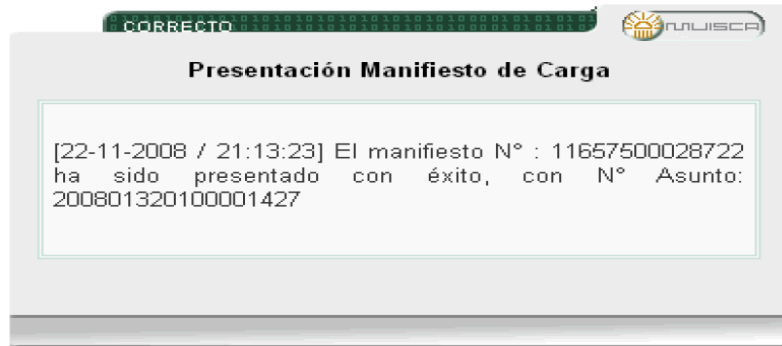 CORRECTO
MUISCA
Presentación Manifiesto de Carga
[22-11-2008 / 21:13:23] El manifiesto N° : 11657500028722
ha sido presentado con éxito, con N° Asunto:
200801320100001427